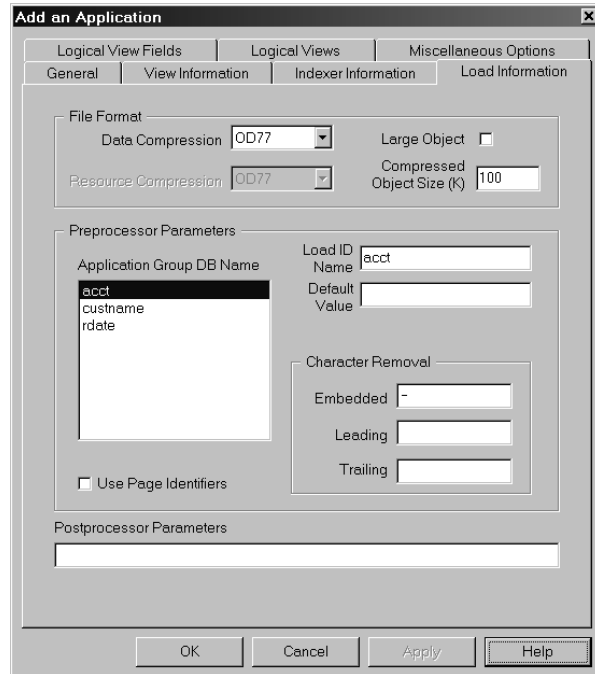 Add an Application
Logical View Fields
Logical Views
Miscellaneous Options
General
View Information
Indexer Information
Load Information
File Format
Data Compression
OD77
Large Object
Resource Compression
OD77
Compressed
Object Size (K)
100
Preprocessor Parameters
Application Group DB Name
acct
custname
rdate
Load ID
Name
acct
Default
Value
Character Removal
Embedded
-
Leading
Trailing
Use Page Identifiers
Postprocessor Parameters
OK
Cancel
Apply
Help